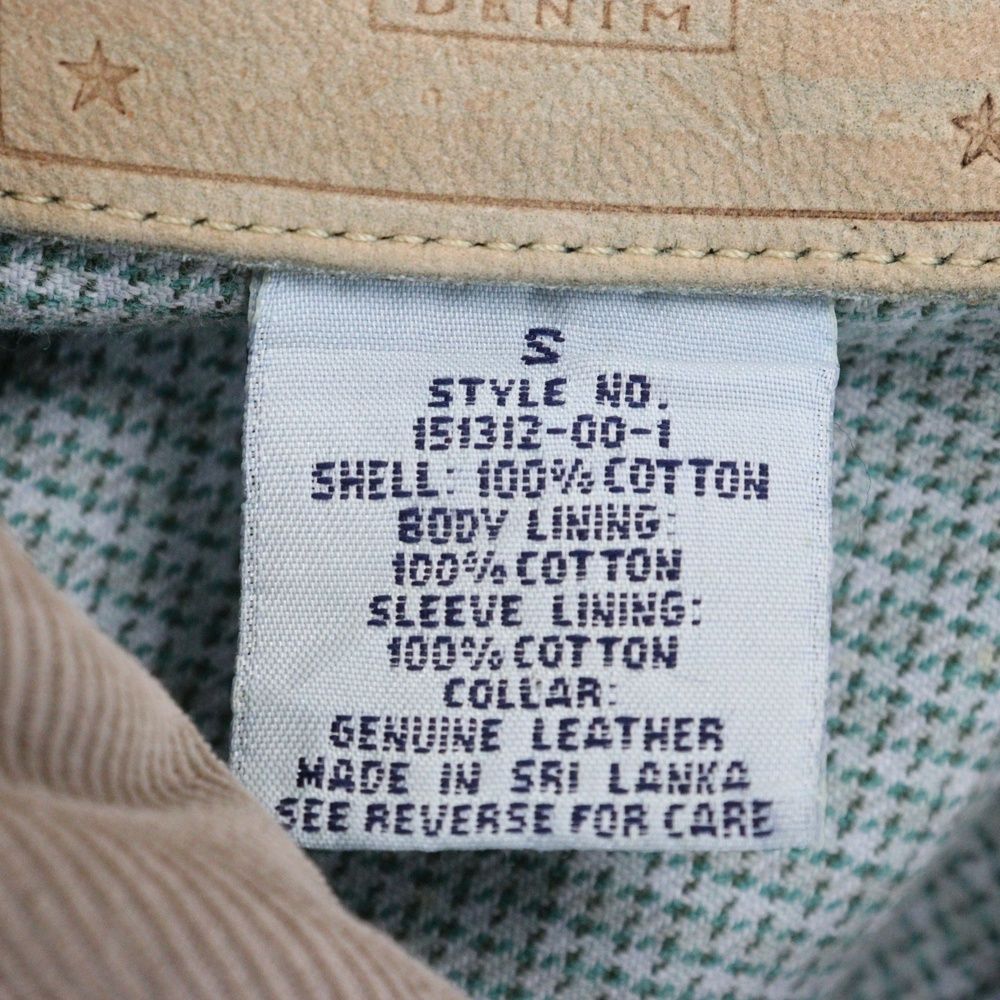 DENIM
S
STYLE NO.
151312-00-1
SHELL: 100% COTTON
BODY LINING:
100% COTTON
SLEEVE LINING:
100% COTTON
COLLAR:
GENUINE LEATHER
MADE IN SRI LANKA
SEE REVERSE FOR CARE